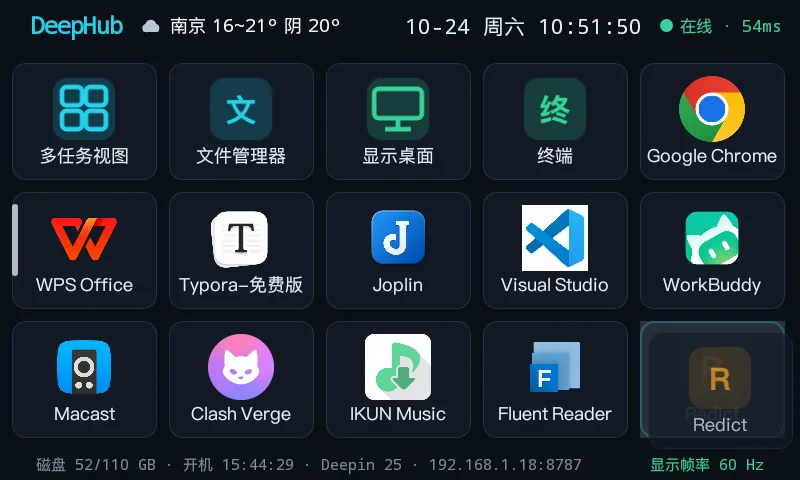 DeepHub 南京 16~21° 阴 20° 10-24 周六 10:51:50 在线 · 54ms
文 终
多任务视图 文件管理器 显示桌面 终端 Google Chrome
T J
WPS Office Typora-免费版 Joplin Visual Studio WorkBuddy
F R
Macast Clash Verge IKUN Music Fluent Reader Redict
磁盘 52/110 GB · 开机 15:44:29 · Deepin 25 · 192.168.1.18:8787 显示帧率 60 Hz